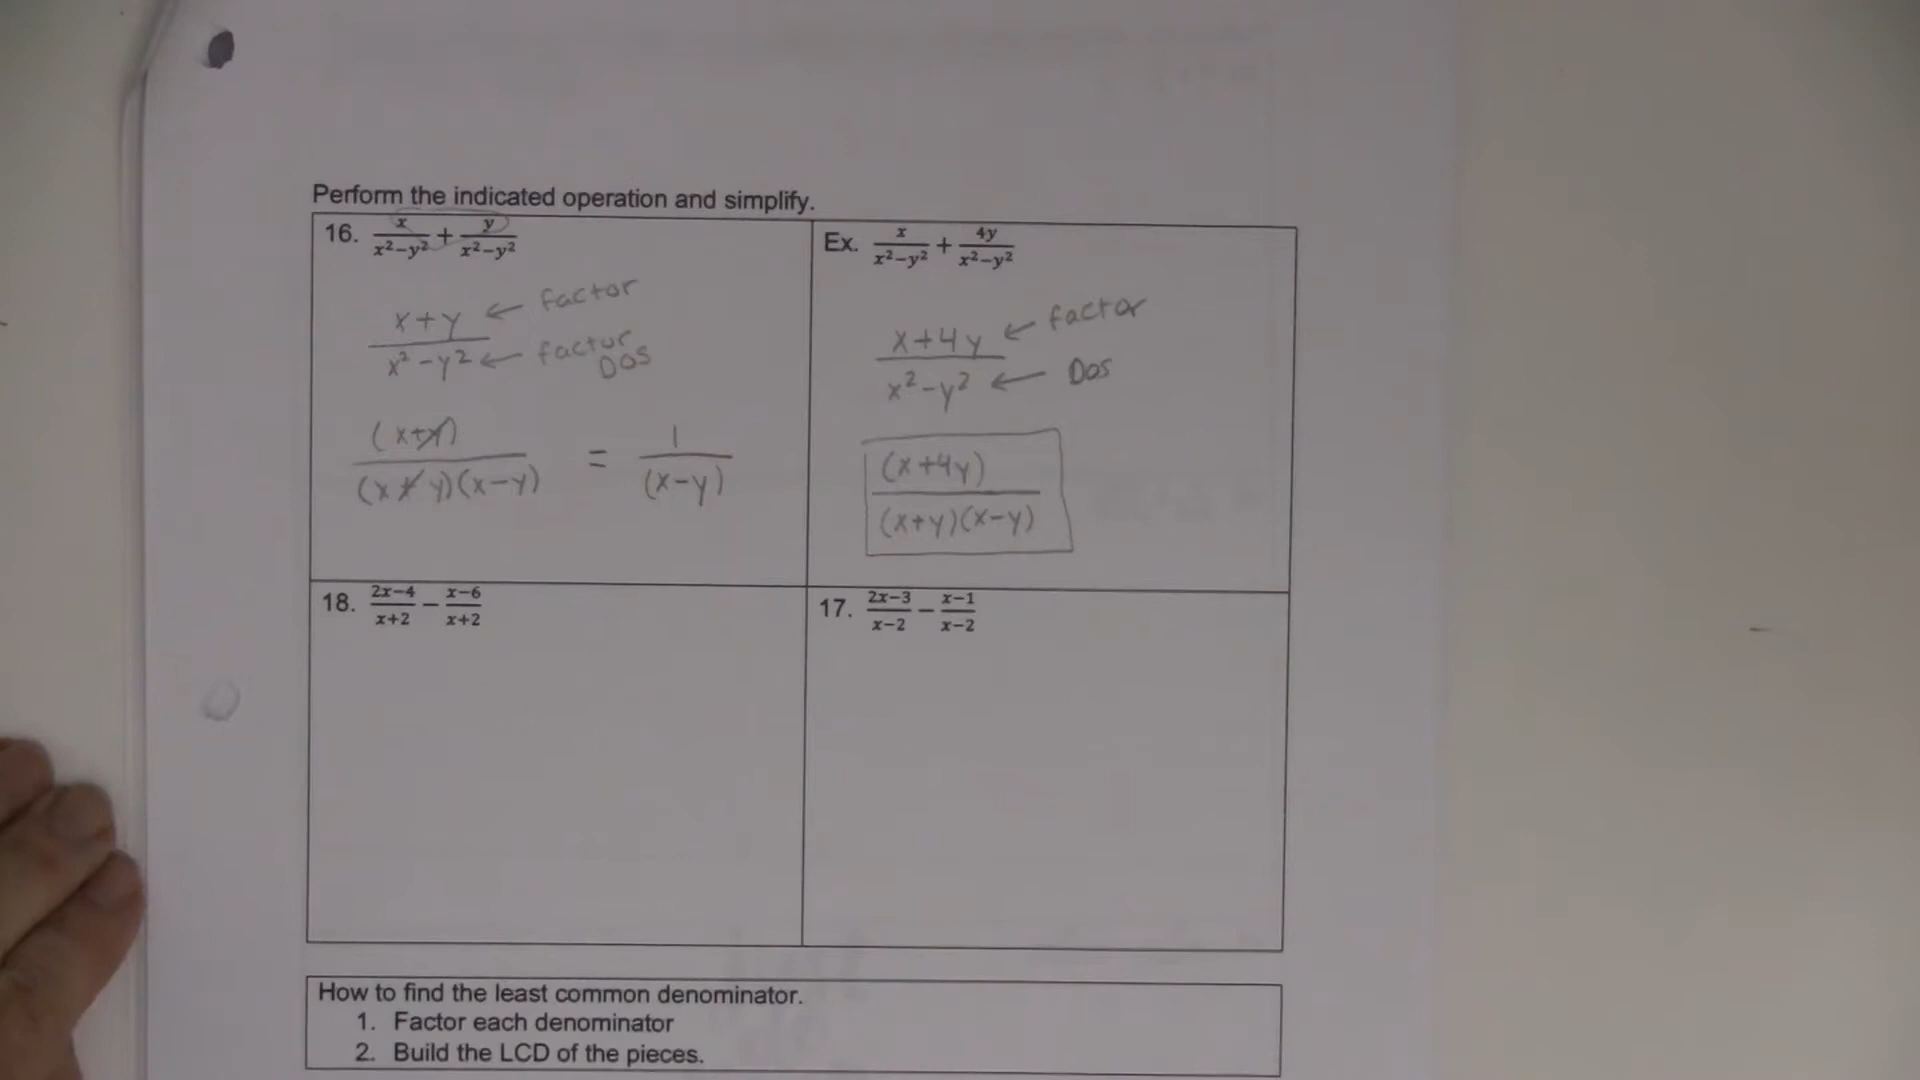 Perform the indicated operation and simplify.
16. x/(x²−y²) + y/(x²−y²)
x+y ← factor
x² − y² ← factor
DOS
(x+y)
(x+y)(x−y)
=
1
(x−y)
Ex. x/(x²−y²) + 4y/(x²−y²)
x+4y ← factor
x²−y² ← DOS
(x+4y)
(x+y)(x−y)
18. (2x−4)/(x+2) − (x−6)/(x+2)
17. (2x−3)/(x−2) − (x−1)/(x−2)
How to find the least common denominator.
1. Factor each denominator
2. Build the LCD of the pieces.